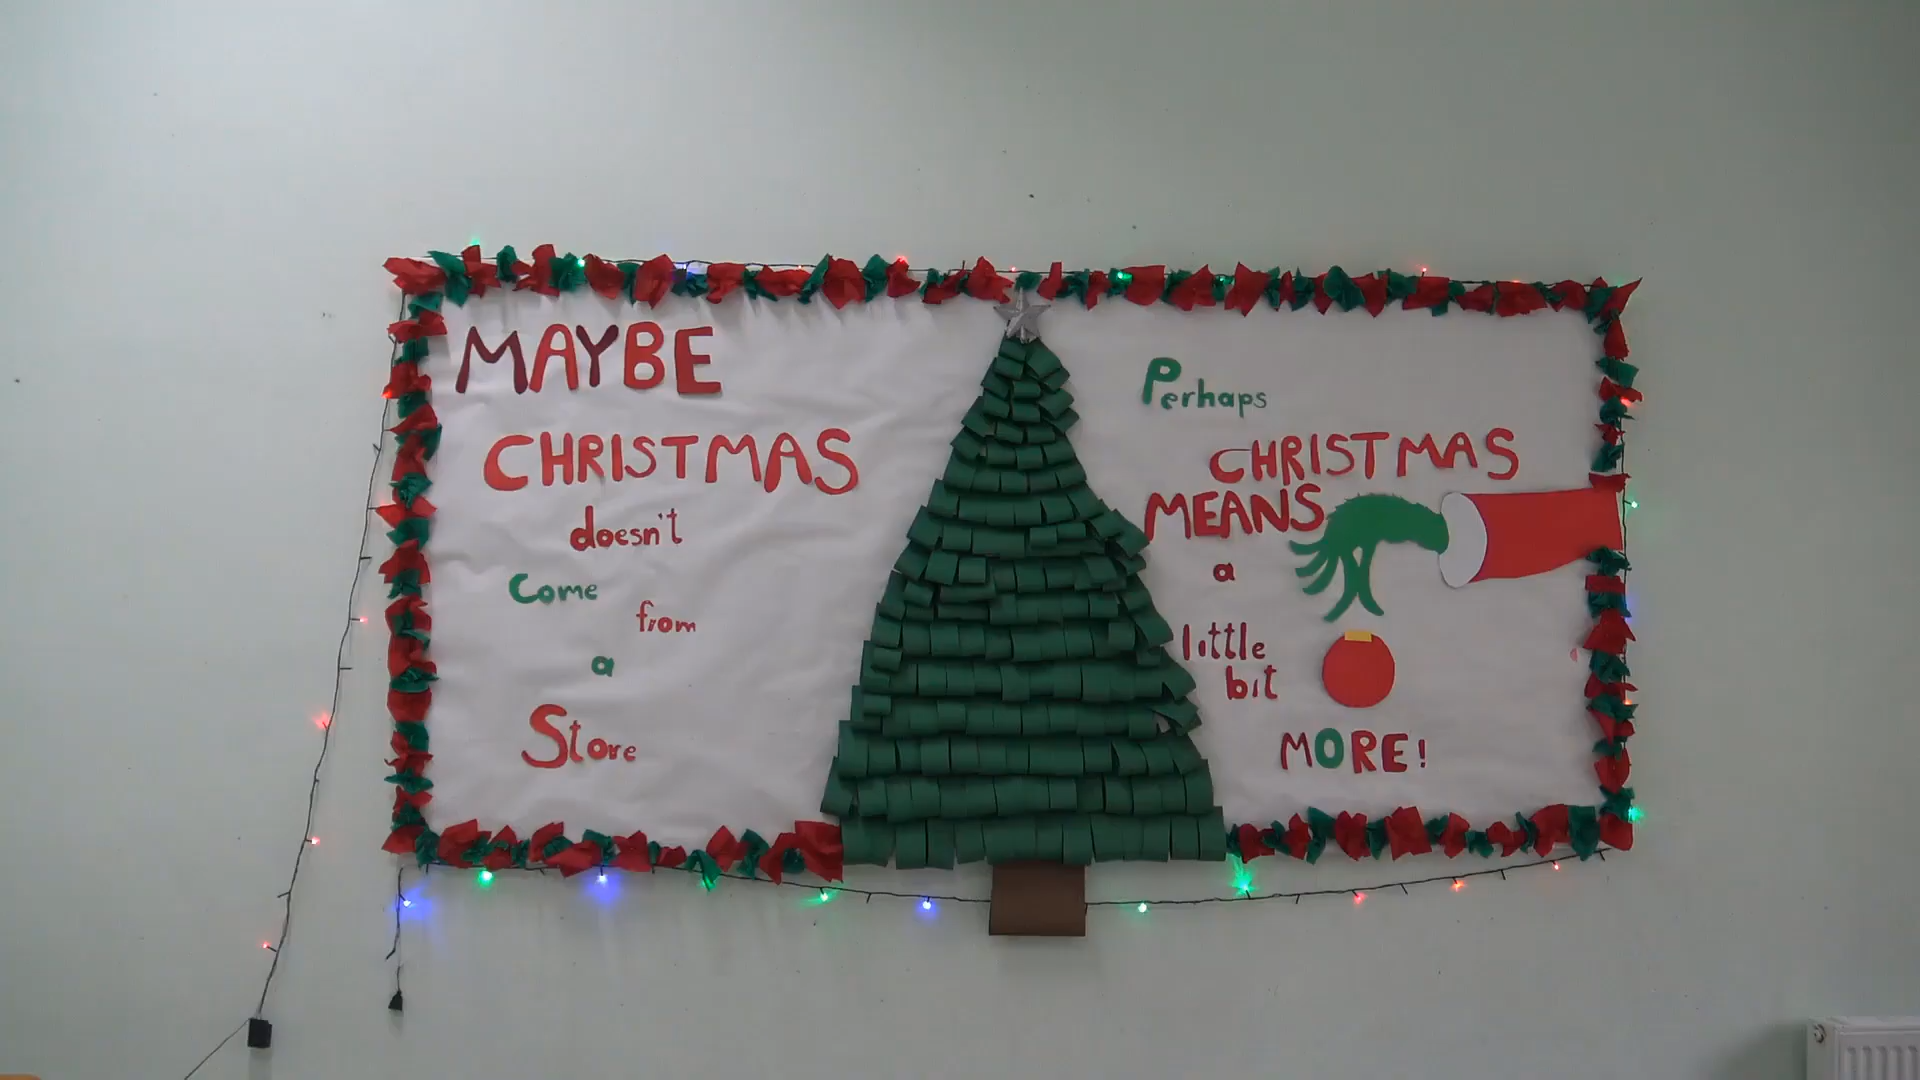 MAYBE
CHRISTMAS
doesn't
Come
from
a
Store
Perhaps
CHRISTMAS
MEANS
a
little
bit
MORE!